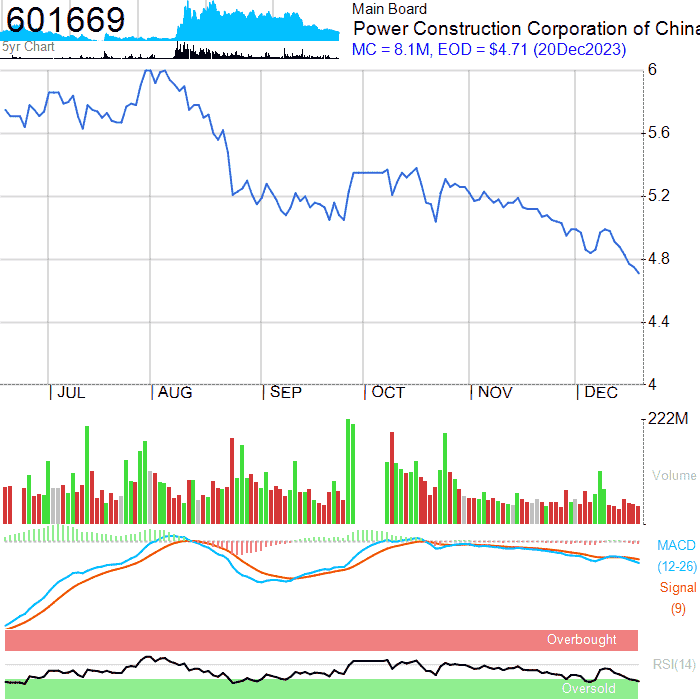 601669
5yr Chart
Main Board
Power Construction Corporation of China
MC = 8.1M, EOD = $4.71 (20Dec2023)
6
5.6
5.2
4.8
4.4
4
JUL
AUG
SEP
OCT
NOV
DEC
222M
Volume
MACD
(12-26)
Signal
(9)
Overbought
RSI(14)
Oversold